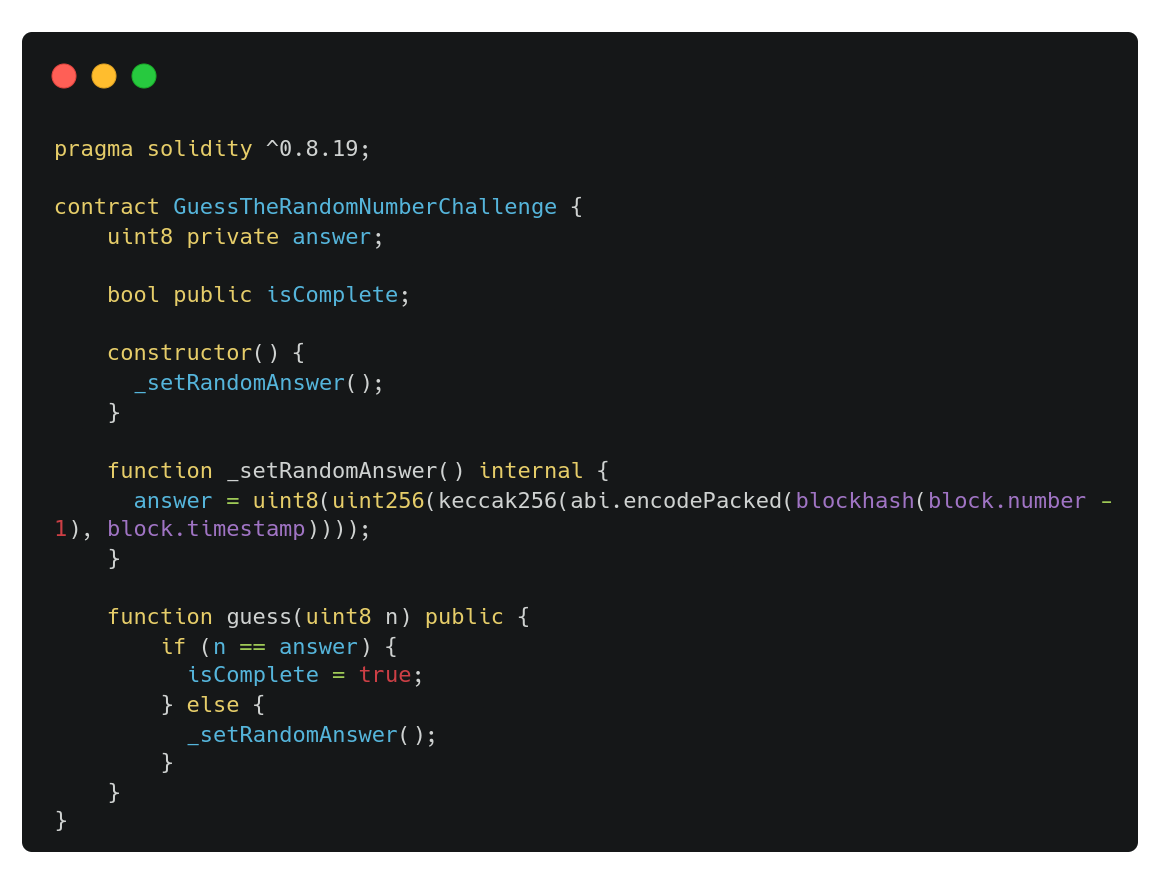 pragma solidity ^0.8.19;

contract GuessTheRandomNumberChallenge {
    uint8 private answer;

    bool public isComplete;

    constructor() {
      _setRandomAnswer();
    }

    function _setRandomAnswer() internal {
      answer = uint8(uint256(keccak256(abi.encodePacked(blockhash(block.number -
1), block.timestamp))));
    }

    function guess(uint8 n) public {
        if (n == answer) {
          isComplete = true;
        } else {
          _setRandomAnswer();
        }
    }
}